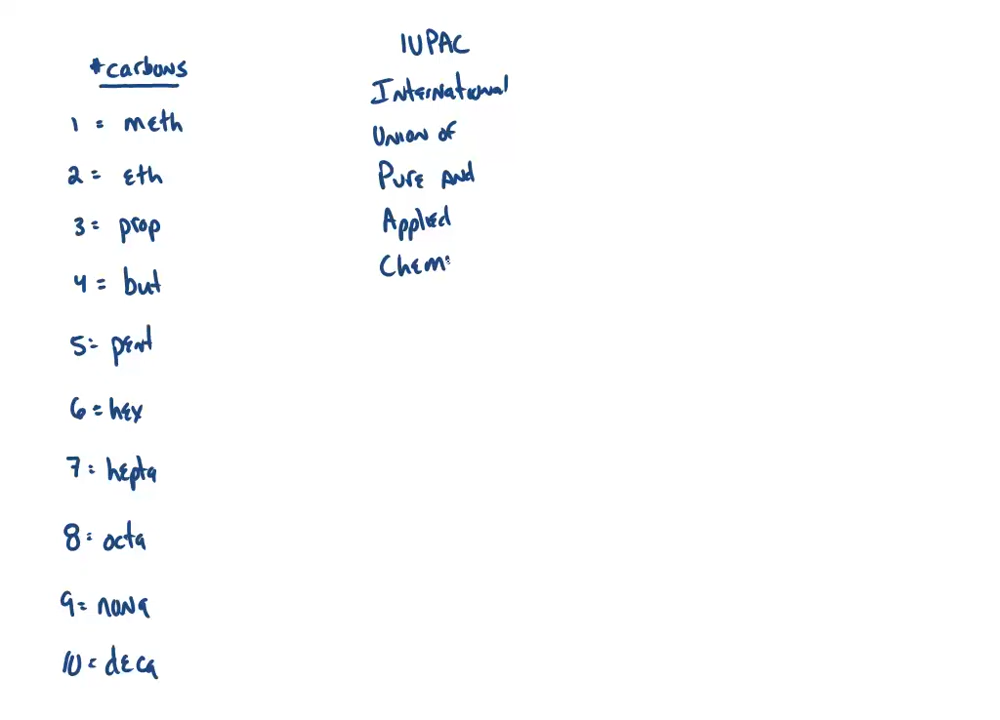 #carbons
1 = meth
2 = eth
3 = prop
4 = but
5 = pent
6 = hex
7 = hepta
8 = octa
9 = nona
10 = deca
IUPAC
International
Union of
Pure and
Applied
Chemi